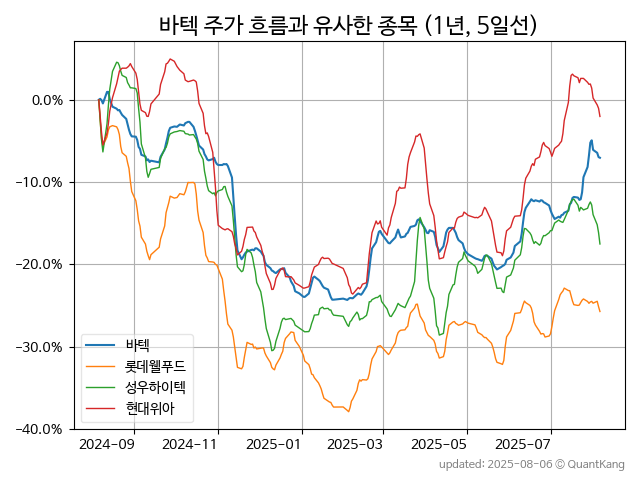 바텍 주가 흐름과 유사한 종목 (1년, 5일선)
0.0%
−10.0%
−20.0%
−30.0%
−40.0%
바텍
롯데웰푸드
성우하이텍
현대위아
2024−09
2024−11
2025−01
2025−03
2025−05
2025−07
updated: 2025-08-06 © QuantKang